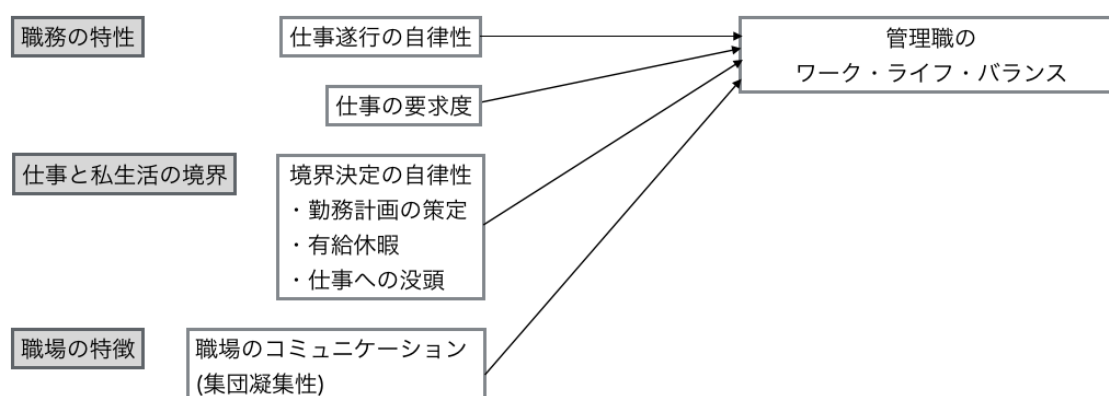 職務の特性
仕事遂行の自律性
管理職の
ワーク・ライフ・バランス
仕事の要求度
仕事と私生活の境界
境界決定の自律性
・勤務計画の策定
・有給休暇
・仕事への没頭
職場の特徴
職場のコミュニケーション
(集団凝集性)